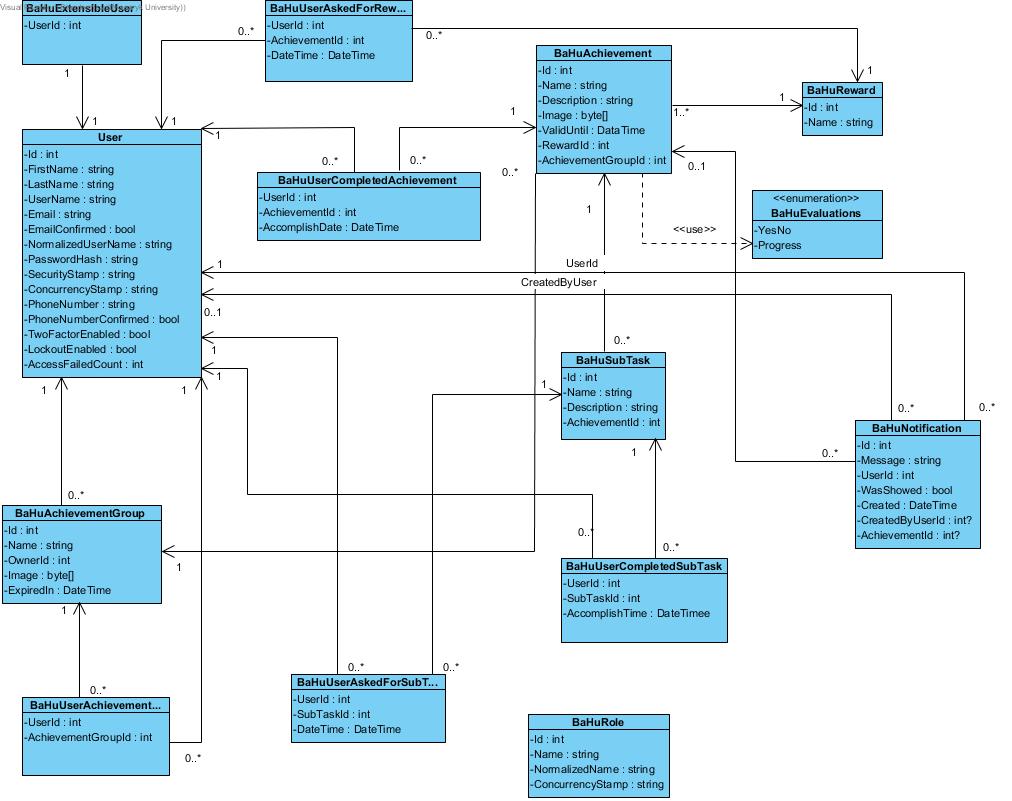 BaHuExtensibleUser
-UserId : int
BaHuUserAskedForRew...
-UserId : int
-AchievementId : int
-DateTime : DateTime
BaHuAchievement
-Id : int
-Name : string
-Description : string
-Image : byte[]
-ValidUntil : DataTime
-RewardId : int
-AchievementGroupId : int
BaHuReward
-Id : int
-Name : string
User
-Id : int
-FirstName : string
-LastName : string
-UserName : string
-Email : string
-EmailConfirmed : bool
-NormalizedUserName : string
-PasswordHash : string
-SecurityStamp : string
-ConcurrencyStamp : string
-PhoneNumber : string
-PhoneNumberConfirmed : bool
-TwoFactorEnabled : bool
-LockoutEnabled : bool
-AccessFailedCount : int
BaHuUserCompletedAchievement
-UserId : int
-AchievementId : int
-AccomplishDate : DateTime
<<enumeration>>
BaHuEvaluations
-YesNo
-Progress
<<use>>
UserId
CreatedByUser
BaHuSubTask
-Id : int
-Name : string
-Description : string
-AchievementId : int
BaHuNotification
-Id : int
-Message : string
-UserId : int
-WasShowed : bool
-Created : DateTime
-CreatedByUserId : int?
-AchievementId : int?
BaHuAchievementGroup
-Id : int
-Name : string
-OwnerId : int
-Image : byte[]
-ExpiredIn : DateTime
BaHuUserCompletedSubTask
-UserId : int
-SubTaskId : int
-AccomplishTime : DateTimee
BaHuUserAchievement...
-UserId : int
-AchievementGroupId : int
BaHuUserAskedForSubT...
-UserId : int
-SubTaskId : int
-DateTime : DateTime
BaHuRole
-Id : int
-Name : string
-NormalizedName : string
-ConcurrencyStamp : string
1
1
0..*
1
0..*
1
1..*
1
0..*
1
0..*
1
0..*
1
0..*
1
0..1
0..*
1
0..*
0..1
0..*
1
0..*
1
0..*
1
0..*
1
0..*
1
0..*
1
0..*
1
0..*